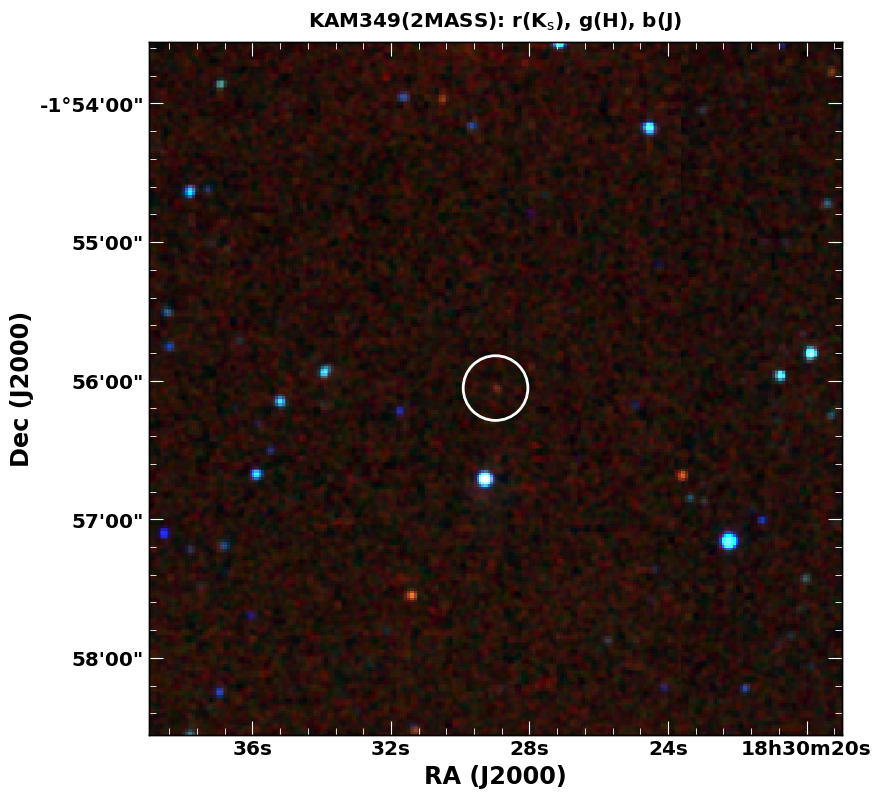 KAM349(2MASS): r(Kₛ), g(H), b(J)
-1°54'00"
55'00"
56'00"
57'00"
58'00"
Dec (J2000)
36s 32s 28s 24s 18h30m20s
RA (J2000)